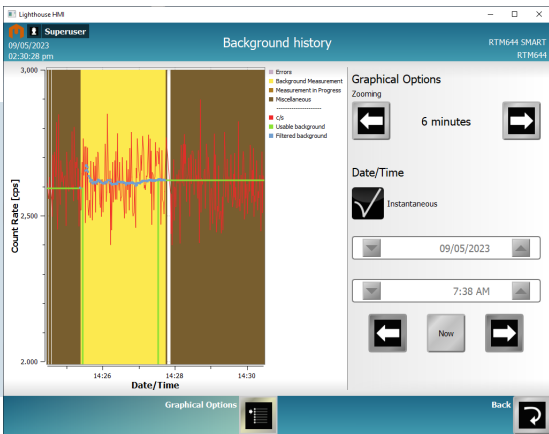 Lighthouse HMI
Superuser
09/05/2023
02:30:28 pm
Background history
RTM644 SMART
RTM644
3,000
2,500
2.000
Count Rate [cps]
14:26
14:28
14:30
Date/Time
Errors
Background Measurement
Measurement in Progress
Miscellaneous
--------------------
c/s
Usable background
Filtered background
Graphical Options
Zooming
6 minutes
Date/Time
Instantaneous
09/05/2023
7:38 AM
Now
Graphical Options
Back